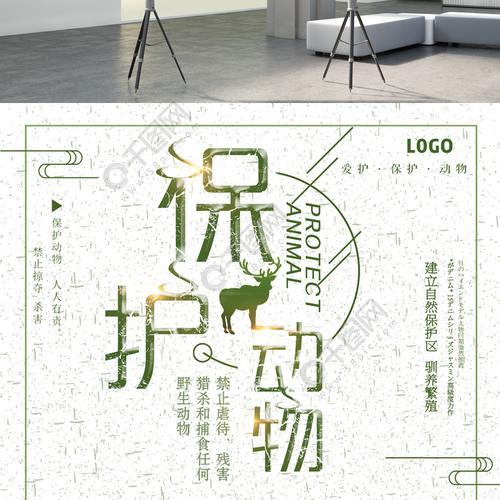 LOGO
爱护·保护·动物
保护动物
PROTECT
ANIMAL
保护动物 人人有责。
禁止掠夺 杀害
建立自然保护区 驯养繁殖
禁止虐待、残害
猎杀和捕食任何
野生动物
千图网